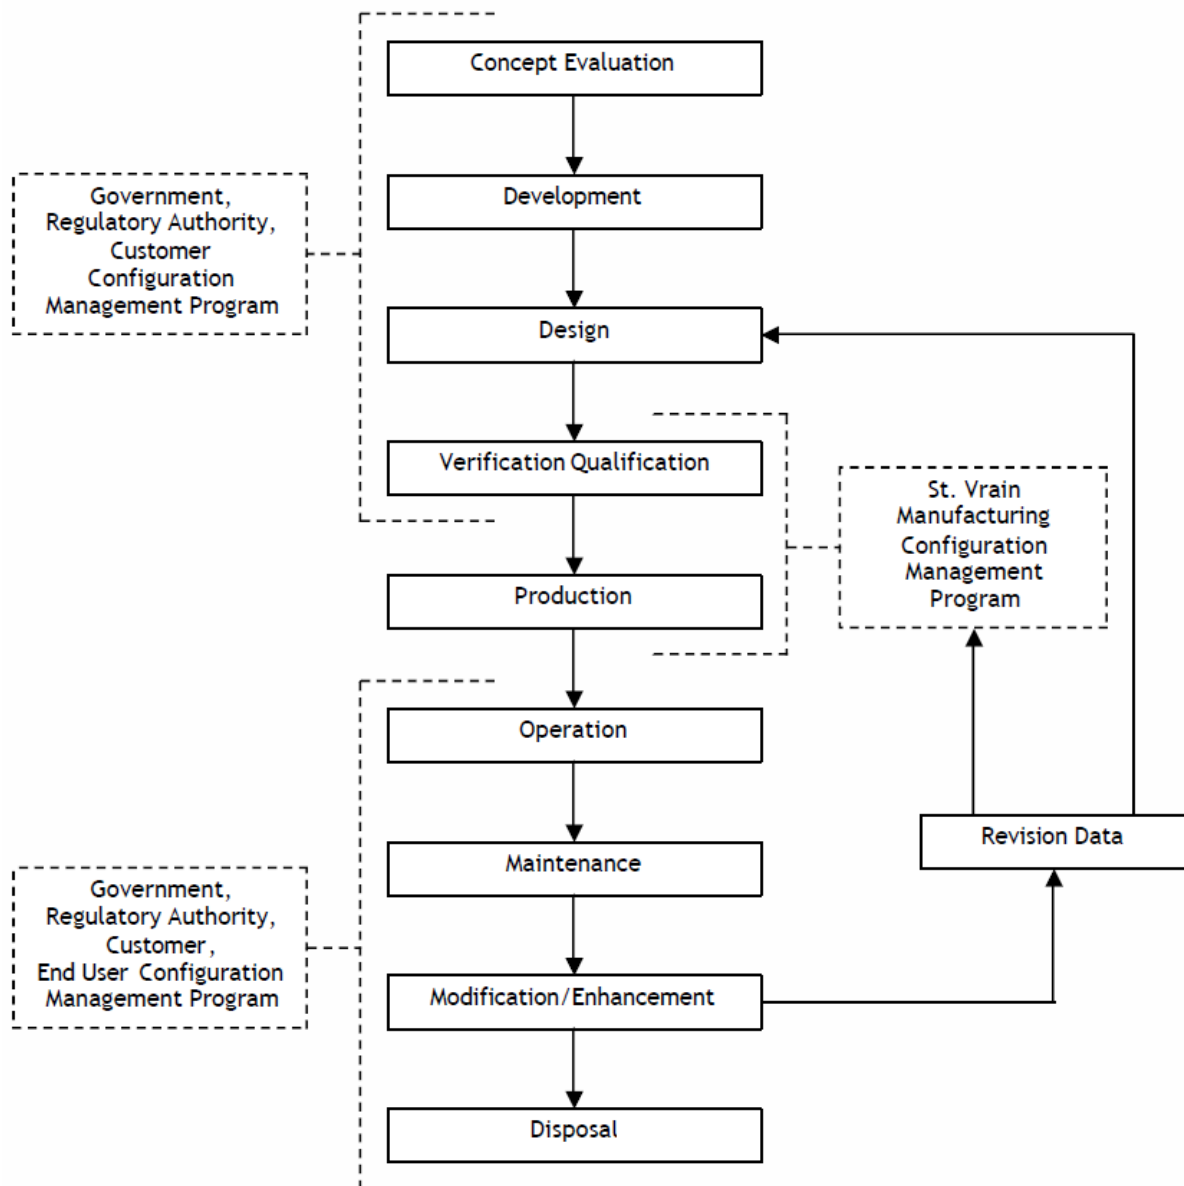 Concept Evaluation
Development
Government,
Regulatory Authority,
Customer
Configuration
Management Program
Design
Verification Qualification
St. Vrain
Manufacturing
Configuration
Management
Program
Production
Operation
Revision Data
Maintenance
Government,
Regulatory Authority,
Customer,
End User Configuration
Management Program
Modification/Enhancement
Disposal